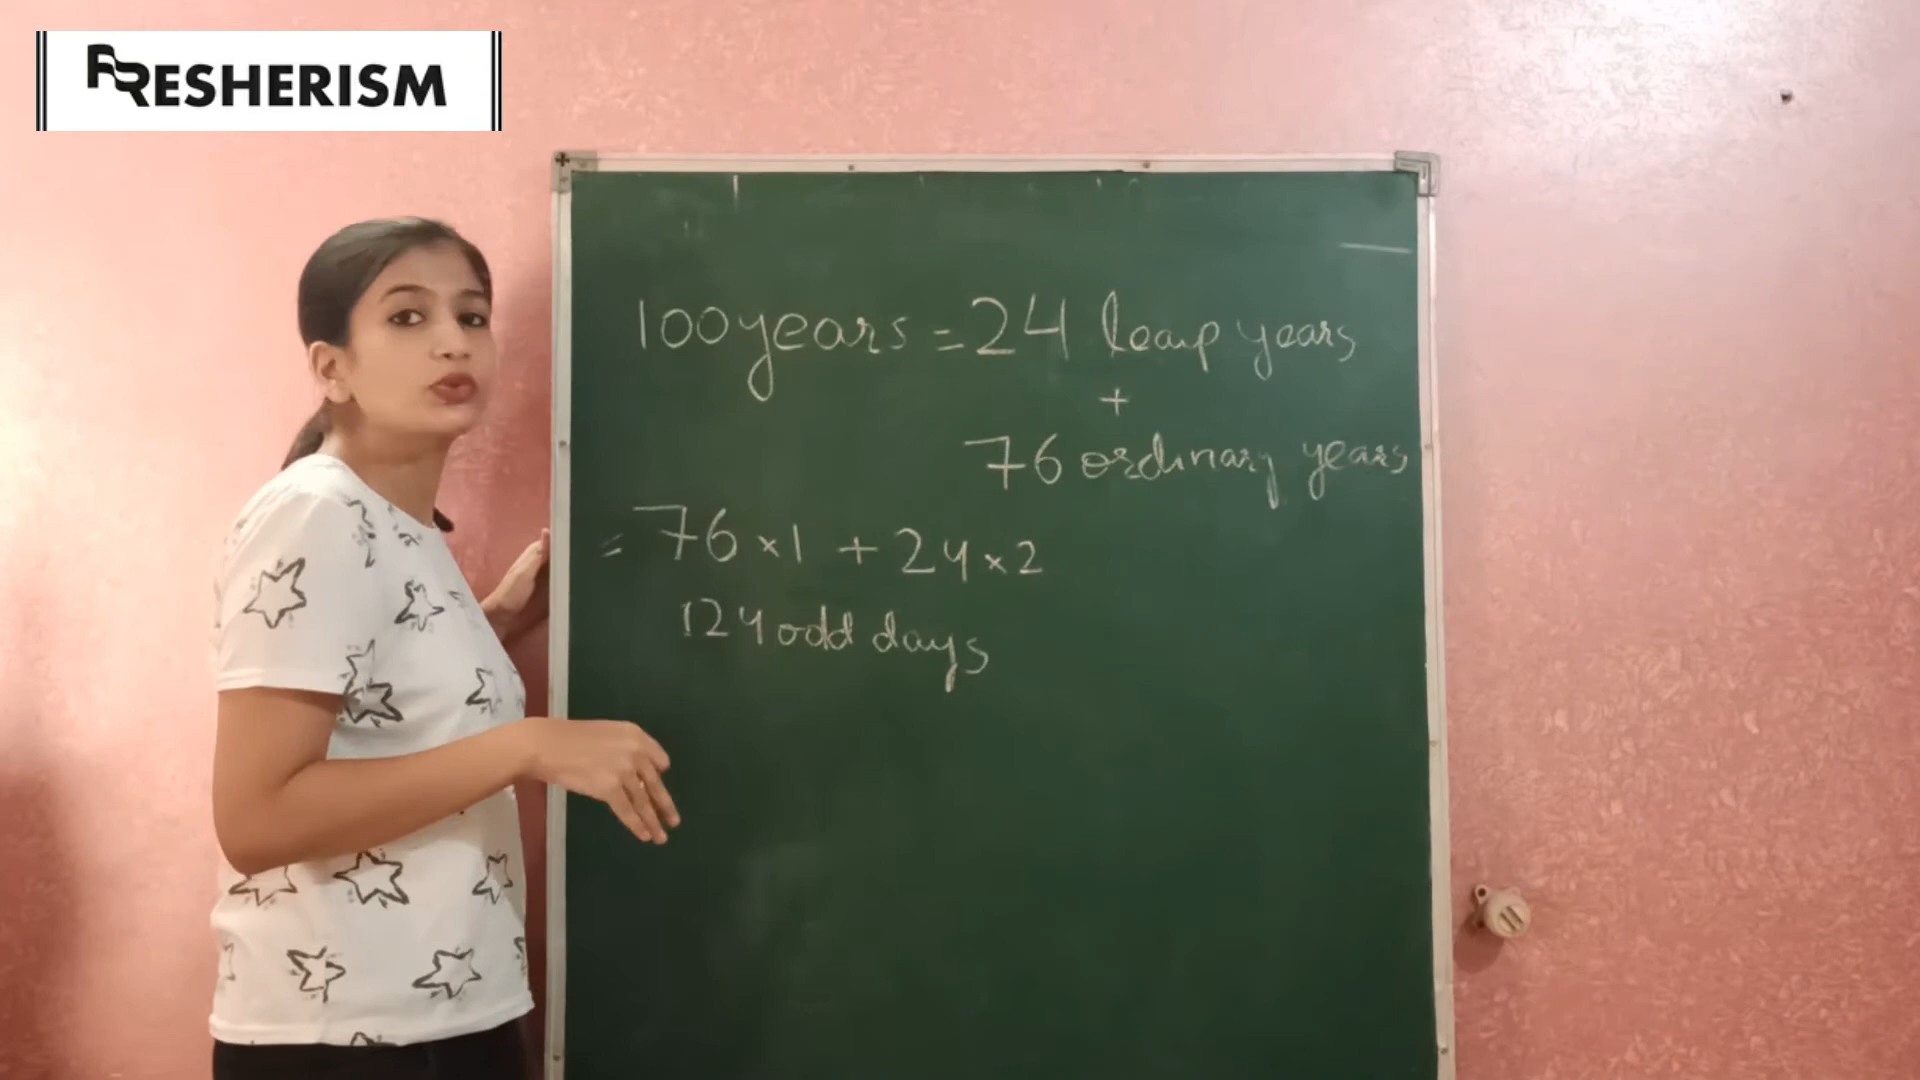 FRESHERISM
100 years = 24 leap years
+
76 ordinary years
= 76 × 1 + 24 × 2
124 odd days